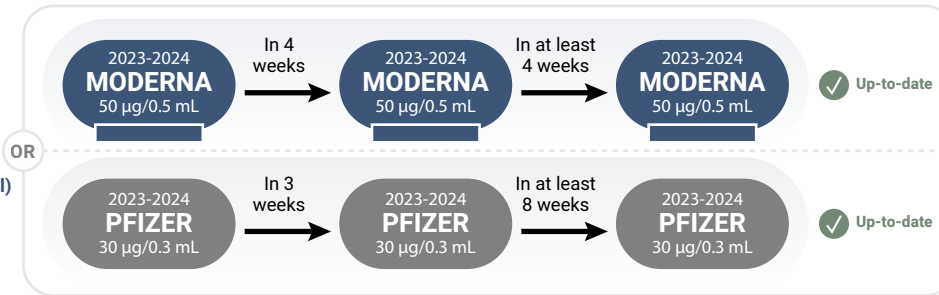 In 4
weeks
In at least
4 weeks
2023-2024
MODERNA
50 µg/0.5 mL
2023-2024
MODERNA
50 µg/0.5 mL
2023-2024
MODERNA
50 µg/0.5 mL
Up-to-date
OR
l)
In 3
weeks
In at least
8 weeks
2023-2024
PFIZER
30 µg/0.3 mL
2023-2024
PFIZER
30 µg/0.3 mL
2023-2024
PFIZER
30 µg/0.3 mL
Up-to-date